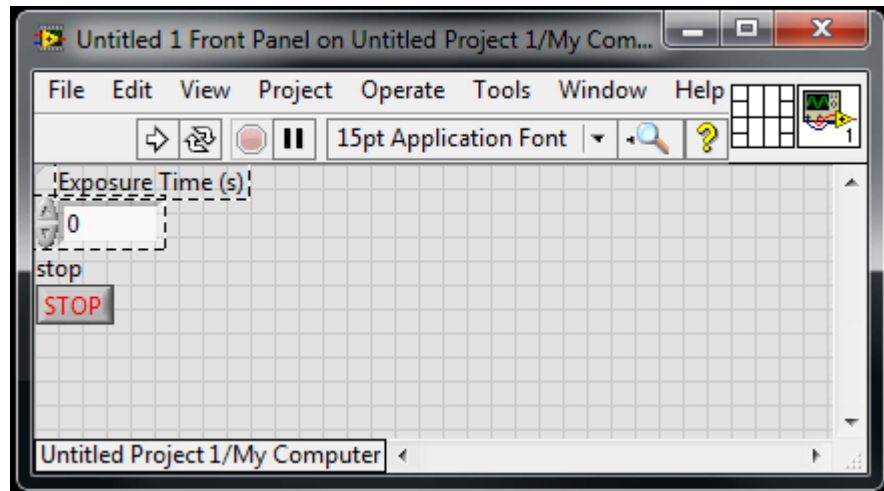 Untitled 1 Front Panel on Untitled Project 1/My Com...
File Edit View Project Operate Tools Window Help
15pt Application Font
1
Exposure Time (s)
0
stop
STOP
Untitled Project 1/My Computer